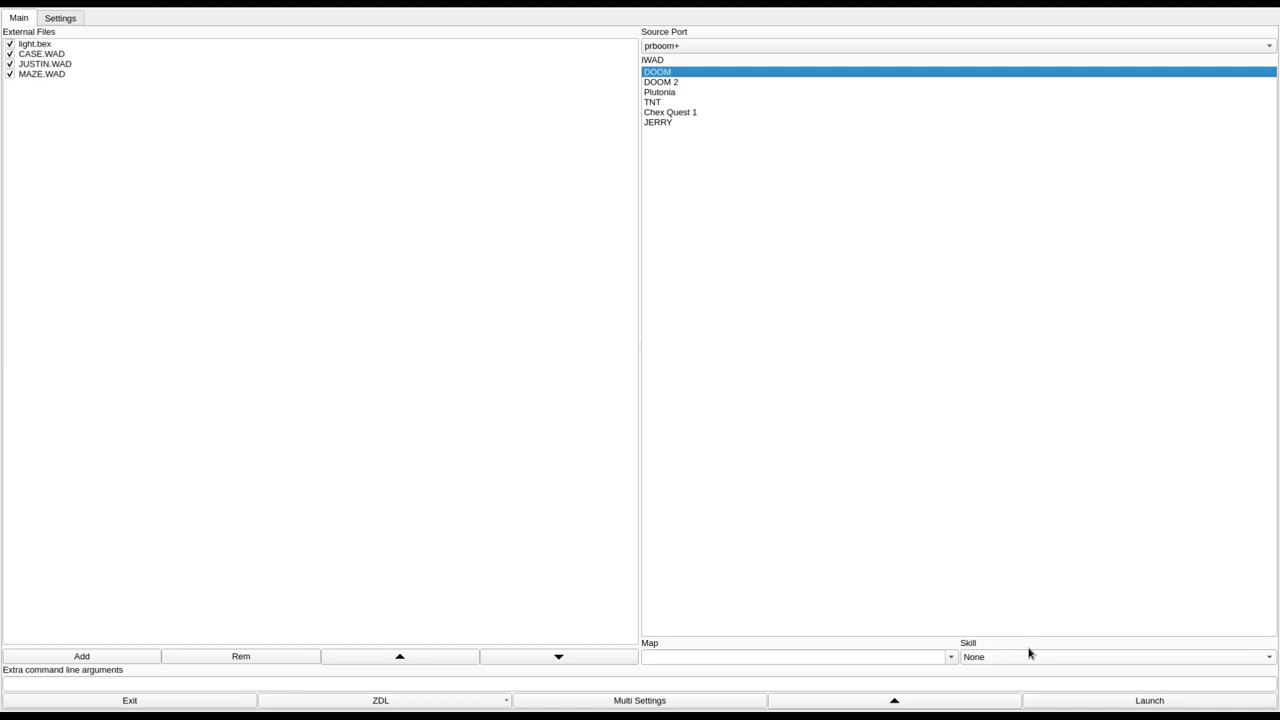 Main
Settings
External Files
light.bex
CASE.WAD
JUSTIN.WAD
MAZE.WAD
Add
Rem
Source Port
prboom+
IWAD
DOOM
DOOM 2
Plutonia
TNT
Chex Quest 1
JERRY
Map
Skill
None
Extra command line arguments
Exit
ZDL
Multi Settings
Launch